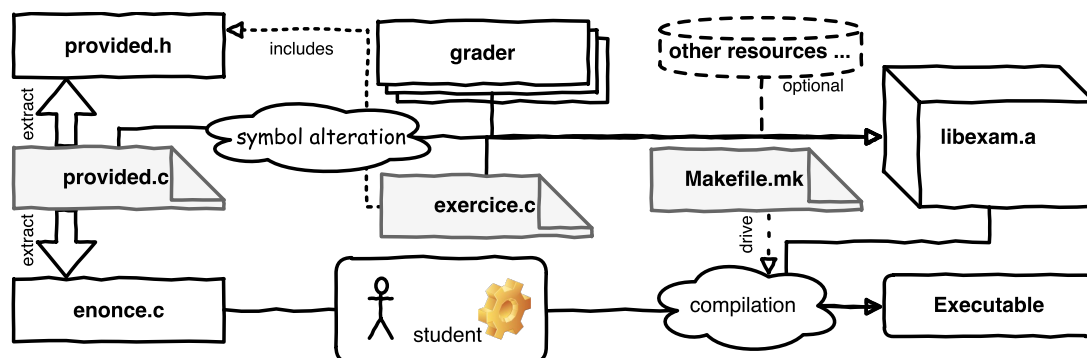 provided.h
includes
grader
other resources ...
optional
extract
symbol alteration
libexam.a
provided.c
exercice.c
Makefile.mk
extract
drive
enonce.c
student
compilation
Executable